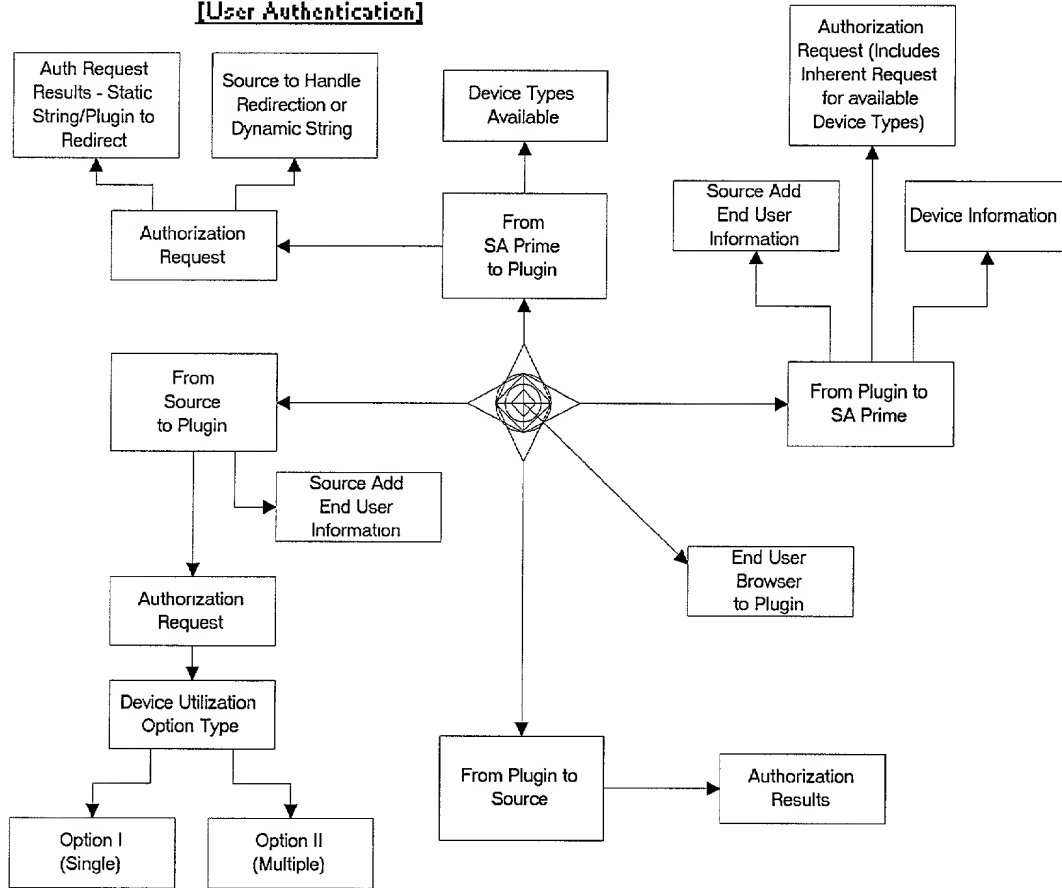 [User Authentication]
Auth Request
Results - Static
String/Plugin to
Redirect
Source to Handle
Redirection or
Dynamic String
Device Types
Available
Authorization
Request (Includes
Inherent Request
for available
Device Types)
Authorization
Request
From
SA Prime
to Plugin
Source Add
End User
Information
Device Information
From
Source
to Plugin
From Plugin to
SA Prime
Source Add
End User
Information
End User
Browser
to Plugin
Authorization
Request
Device Utilization
Option Type
Option I
(Single)
Option II
(Multiple)
From Plugin to
Source
Authorization
Results